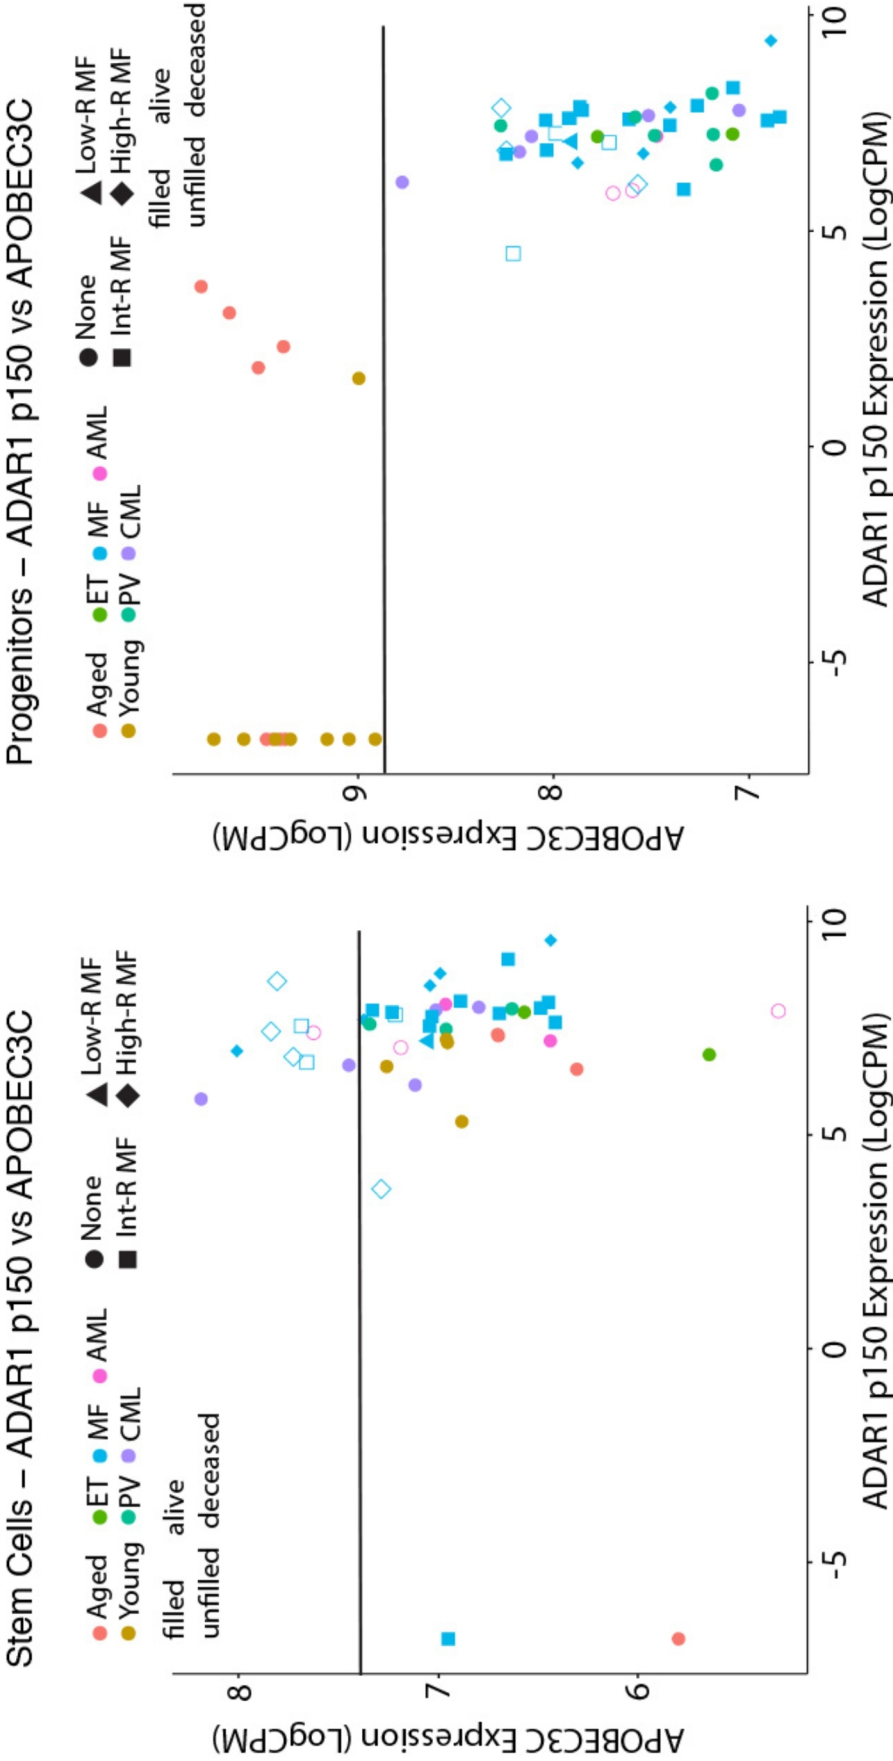 Stem Cells – ADAR1 p150 vs APOBEC3C
Aged ET MF AML None Low-R MF
Young PV CML Int-R MF High-R MF
filled alive
unfilled deceased
APOBEC3C Expression (LogCPM)
8
7
6
-5 0 5 10
ADAR1 p150 Expression (LogCPM)
Progenitors – ADAR1 p150 vs APOBEC3C
Aged ET MF AML None Low-R MF
Young PV CML Int-R MF High-R MF
filled alive
unfilled deceased
APOBEC3C Expression (LogCPM)
9
8
7
-5 0 5 10
ADAR1 p150 Expression (LogCPM)